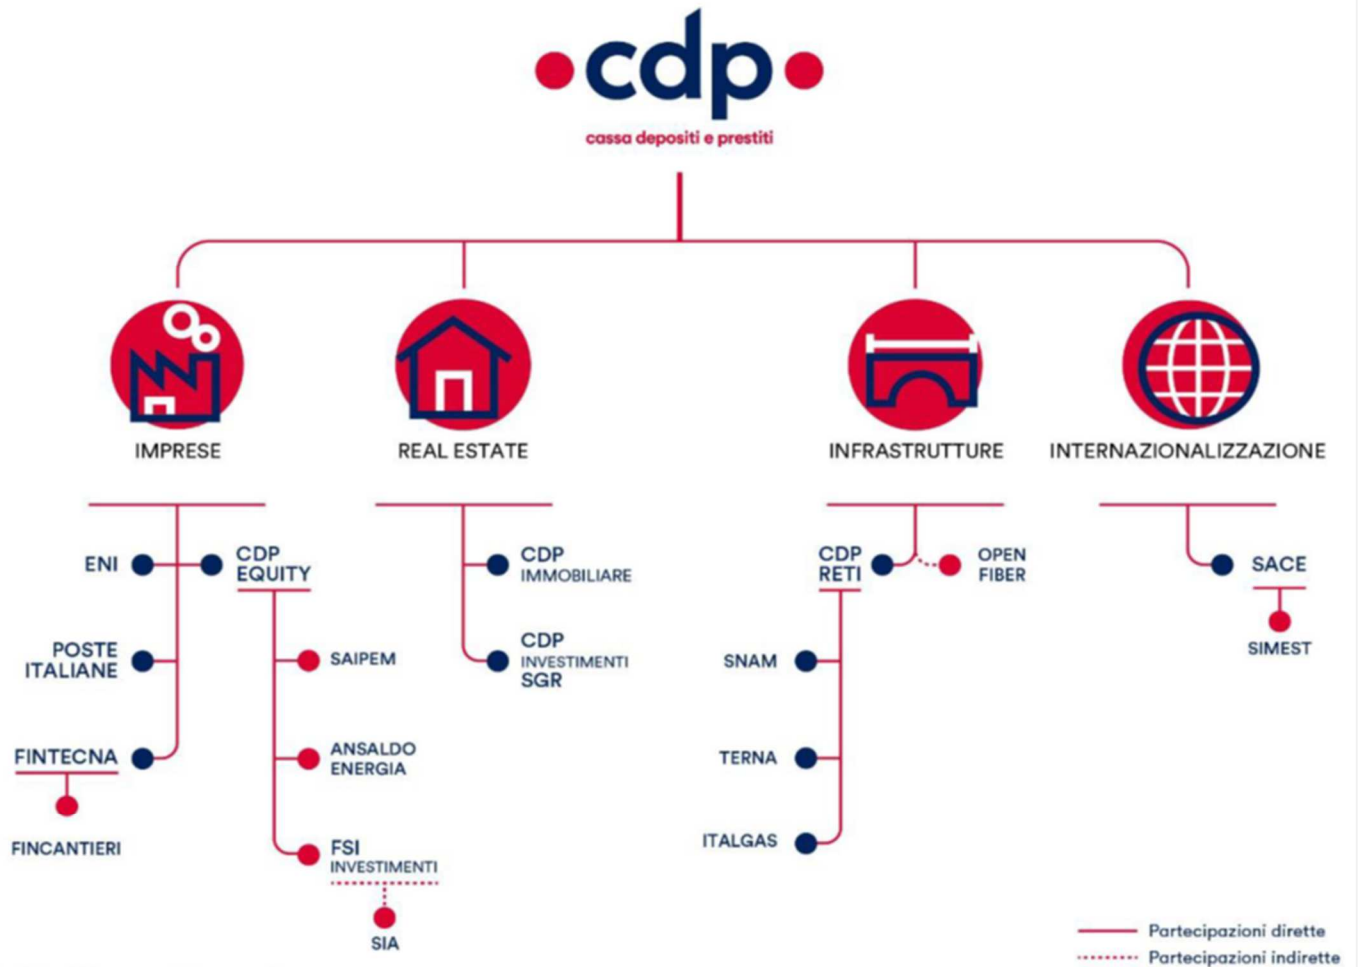 cdp
cassa depositi e prestiti
IMPRESE
REAL ESTATE
INFRASTRUTTURE
INTERNAZIONALIZZAZIONE
ENI
CDP
EQUITY
POSTE
ITALIANE
FINTECNA
FINCANTIERI
SAIPEM
ANSALDO
ENERGIA
FSI
INVESTIMENTI
SIA
CDP
IMMOBILIARE
CDP
INVESTIMENTI
SGR
CDP
RETI
OPEN
FIBER
SNAM
TERNA
ITALGAS
SACE
SIMEST
Partecipazioni dirette
Partecipazioni indirette